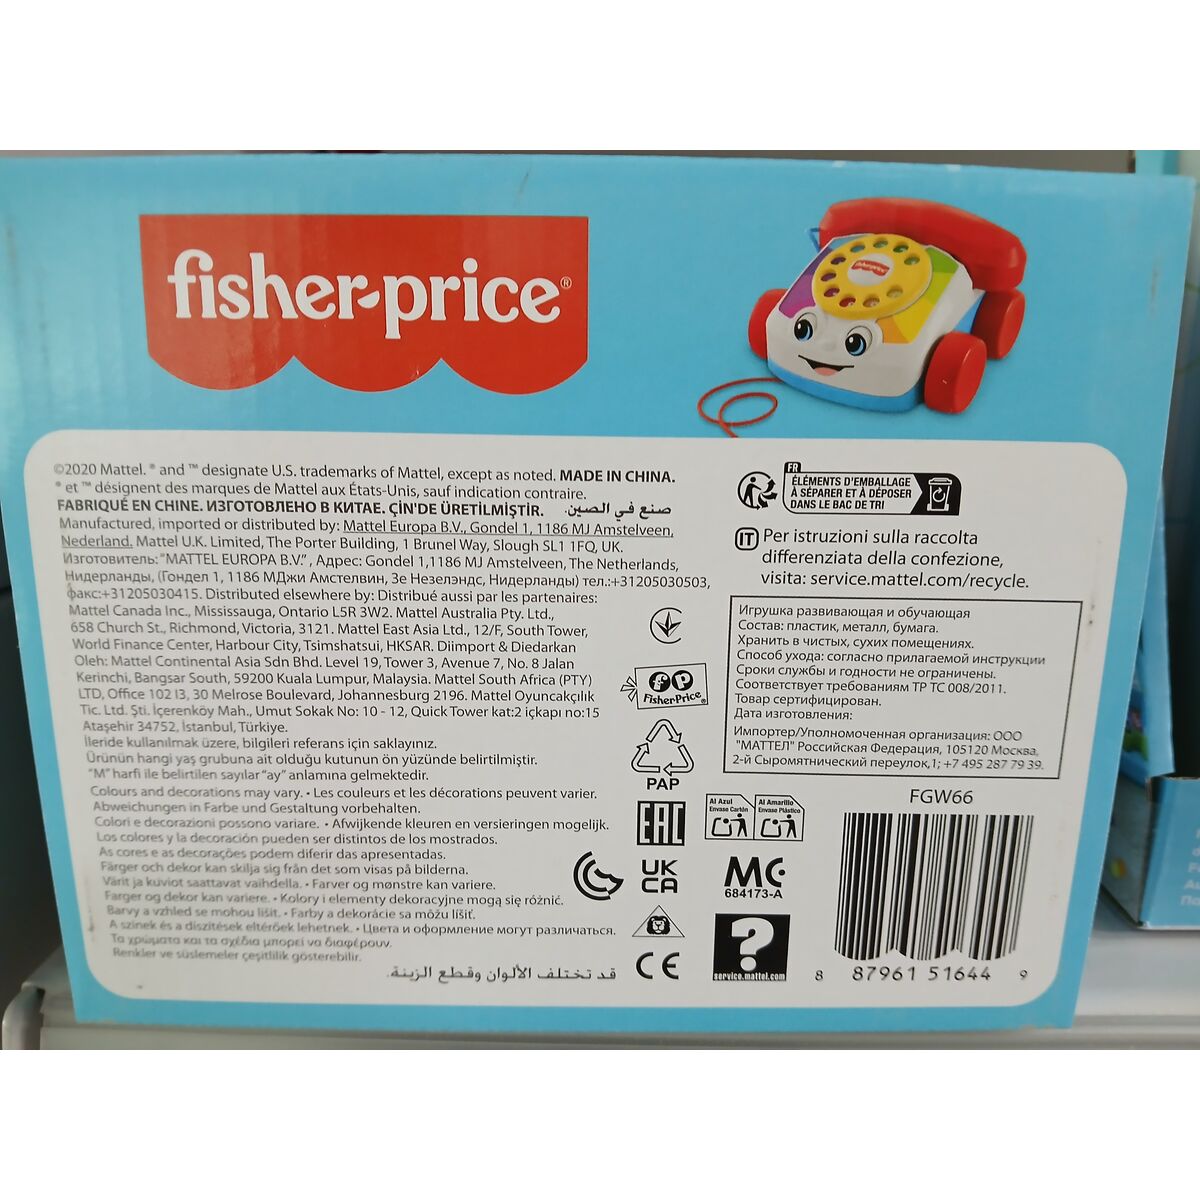 fisher-price®
©2020 Mattel. ® and ™ designate U.S. trademarks of Mattel, except as noted. MADE IN CHINA.
® et ™ désignent des marques de Mattel aux États-Unis, sauf indication contraire.
FABRIQUÉ EN CHINE. ИЗГОТОВЛЕНО В КИТАЕ. ÇİN'DE ÜRETİLMİŞTİR. صنع في الصين.
Manufactured, imported or distributed by: Mattel Europa B.V., Gondel 1, 1186 MJ Amstelveen,
Nederland. Mattel U.K. Limited, The Porter Building, 1 Brunel Way, Slough SL1 1FQ, UK.
Изготовитель: "MATTEL EUROPA B.V.", Адрес: Gondel 1,1186 MJ Amstelveen, The Netherlands,
Нидерланды, (Гондел 1, 1186 МДжи Амстелвин, Зе Незелэндс, Нидерланды) тел.:+31205030503,
факс:+31205030415. Distributed elsewhere by: Distribué aussi par les partenaires:
Mattel Canada Inc., Mississauga, Ontario L5R 3W2. Mattel Australia Pty. Ltd.,
658 Church St., Richmond, Victoria, 3121. Mattel East Asia Ltd., 12/F, South Tower,
World Finance Center, Harbour City, Tsimshatsui, HKSAR. Diimport & Diedarkan
Oleh: Mattel Continental Asia Sdn Bhd. Level 19, Tower 3, Avenue 7, No. 8 Jalan
Kerinchi, Bangsar South, 59200 Kuala Lumpur, Malaysia. Mattel South Africa (PTY)
LTD, Office 102 I3, 30 Melrose Boulevard, Johannesburg 2196. Mattel Oyuncakçılık
Tic. Ltd. Şti. İçerenköy Mah., Umut Sokak No: 10 - 12, Quick Tower kat:2 içkapı no:15
Ataşehir 34752, İstanbul, Türkiye.
İleride kullanılmak üzere, bilgileri referans için saklayınız.
Ürünün hangi yaş grubuna ait olduğu kutunun ön yüzünde belirtilmiştir.
"M" harfi ile belirtilen sayılar "ay" anlamına gelmektedir.
Colours and decorations may vary. • Les couleurs et les décorations peuvent varier.
Abweichungen in Farbe und Gestaltung vorbehalten.
Colori e decorazioni possono variare. • Afwijkende kleuren en versieringen mogelijk.
Los colores y la decoración pueden ser distintos de los mostrados.
As cores e as decorações podem diferir das apresentadas.
Färger och dekor kan skilja sig från det som visas på bilderna.
Värit ja kuviot saattavat vaihdella. • Farver og mønstre kan variere.
Farger og dekor kan variere. • Kolory i elementy dekoracyjne mogą się różnić.
Barvy a vzhled se mohou lišit. • Farby a dekorácie sa môžu líšiť.
A színek és a díszítések eltérőek lehetnek. • Цвета и оформление могут различаться.
Τα χρώματα και τα σχέδια μπορεί να διαφέρουν.
Renkler ve süslemeler çeşitlilik gösterebilir.
قد تختلف الألوان وقطع الزينة.
FR
ÉLÉMENTS D'EMBALLAGE
À SÉPARER ET À DÉPOSER
DANS LE BAC DE TRI
IT Per istruzioni sulla raccolta
differenziata della confezione,
visita: service.mattel.com/recycle.
Игрушка развивающая и обучающая
Состав: пластик, металл, бумага.
Хранить в чистых, сухих помещениях.
Способ ухода: согласно прилагаемой инструкции
Сроки службы и годности не ограничены.
Соответствует требованиям ТР ТС 008/2011.
Товар сертифицирован.
Дата изготовления:
Импортер/Уполномоченная организация: ООО
"МАТТЕЛ" Российская Федерация, 105120 Москва,
2-й Сыромятнический переулок,1; +7 495 287 79 39.
fp
Fisher-Price®
PAP
EAC
UK
CA
CE
Al Azul
Envase Cartón
Al Amarillo
Envase Plástico
MC
684173-A
?
service.mattel.com
FGW66
8 87961 51644 9